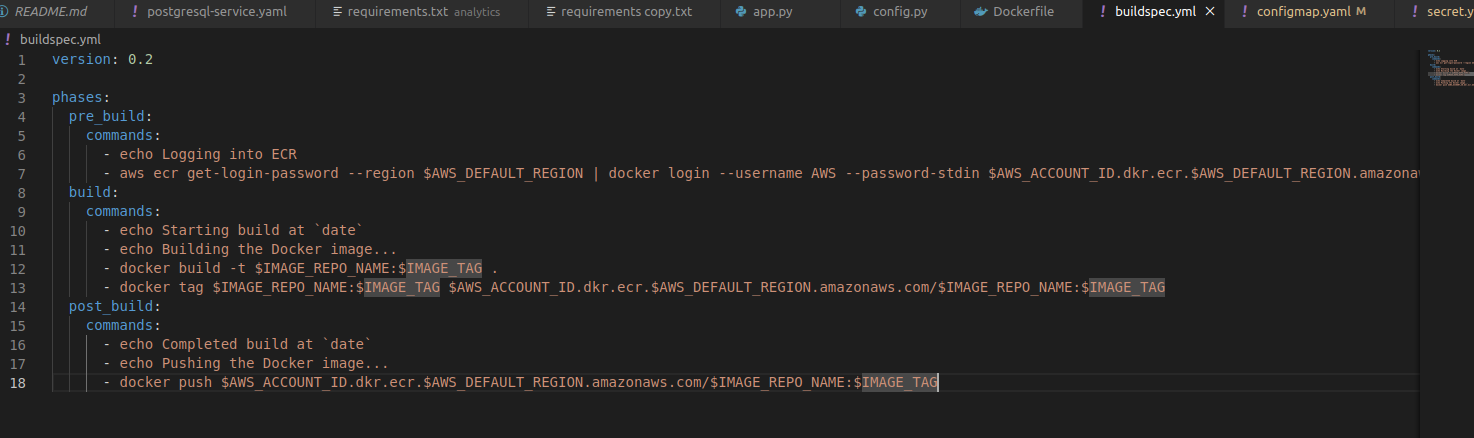 README.md ! postgresql-service.yaml requirements.txt analytics requirements copy.txt app.py config.py Dockerfile ! buildspec.yml × ! configmap.yaml M ! secret.y
! buildspec.yml
1 version: 0.2
2
3 phases:
4 pre_build:
5 commands:
6 - echo Logging into ECR
7 - aws ecr get-login-password --region $AWS_DEFAULT_REGION | docker login --username AWS --password-stdin $AWS_ACCOUNT_ID.dkr.ecr.$AWS_DEFAULT_REGION.amazonaw
8 build:
9 commands:
10 - echo Starting build at `date`
11 - echo Building the Docker image...
12 - docker build -t $IMAGE_REPO_NAME:$IMAGE_TAG .
13 - docker tag $IMAGE_REPO_NAME:$IMAGE_TAG $AWS_ACCOUNT_ID.dkr.ecr.$AWS_DEFAULT_REGION.amazonaws.com/$IMAGE_REPO_NAME:$IMAGE_TAG
14 post_build:
15 commands:
16 - echo Completed build at `date`
17 - echo Pushing the Docker image...
18 - docker push $AWS_ACCOUNT_ID.dkr.ecr.$AWS_DEFAULT_REGION.amazonaws.com/$IMAGE_REPO_NAME:$IMAGE_TAG